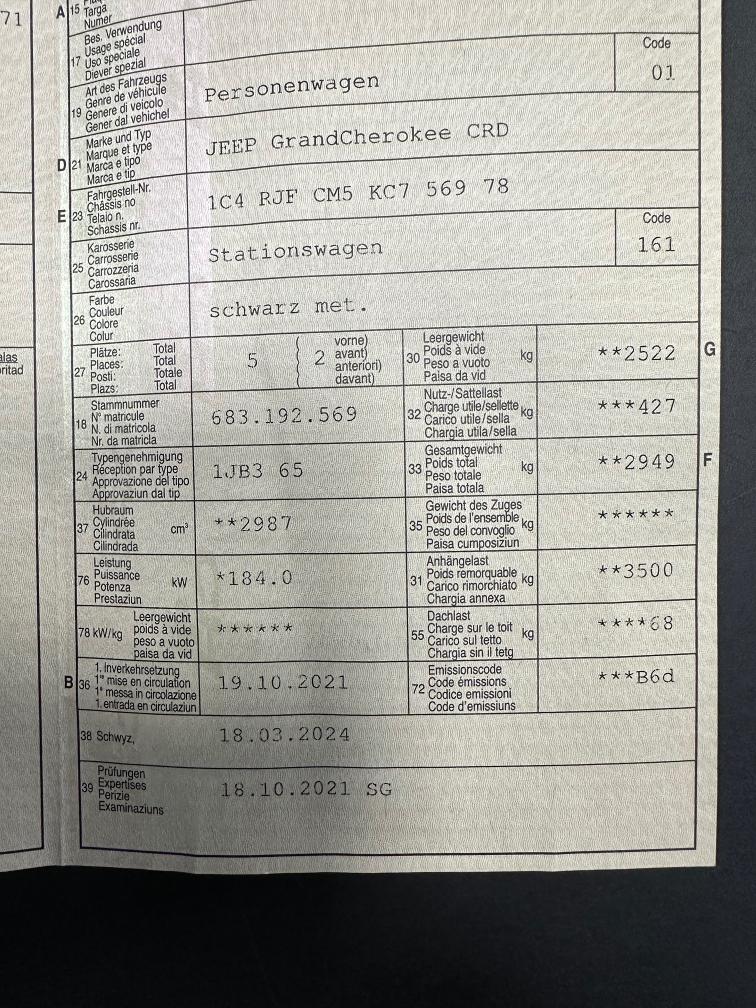 71
A 15 Targa
Numer
Bes. Verwendung
17 Usage spécial
Uso speciale
Diever spezial
Art des Fahrzeugs
19 Genre de véhicule
Genere di veicolo
Gener dal vehichel
Personenwagen
Code
01
Marke und Typ
D 21 Marque et type
Marca e tipo
Marca e tip
JEEP GrandCherokee CRD
Fahrgestell-Nr.
E 23 Châssis no
Telaio n.
Schassis nr.
1C4 RJF CM5 KC7 569 78
Karosserie
25 Carrosserie
Carrozzeria
Carossaria
Stationswagen
Code
161
Farbe
26 Couleur
Colore
Colur
schwarz met.
27 Plätze: Total
Places: Total
Posti: Totale
Plazs: Total
5 ( 2 vorne)
avant)
anteriori)
davant)
30 Leergewicht
Poids à vide kg
Peso a vuoto
Paisa da vid
**2522 G
18 Stammnummer
N° matricule
N. di matricola
Nr. da matricla
683.192.569
32 Nutz-/Sattellast
Charge utile/sellette kg
Carico utile/sella
Chargia utila/sella
***427
24 Typengenehmigung
Réception par type
Approvazione del tipo
Approvaziun dal tip
1JB3 65
33 Gesamtgewicht
Poids total kg
Peso totale
Paisa totala
**2949 F
37 Hubraum
Cylindrée cm³
Cilindrata
Cilindrada
**2987
35 Gewicht des Zuges
Poids de l'ensemble kg
Peso del convoglio
Paisa cumposiziun
******
76 Leistung
Puissance kW
Potenza
Prestaziun
*184.0
31 Anhängelast
Poids remorquable kg
Carico rimorchiato
Chargia annexa
**3500
78 kW/kg Leergewicht
poids à vide
peso a vuoto
paisa da vid
******
55 Dachlast
Charge sur le toit kg
Carico sul tetto
Chargia sin il tetg
****68
B 36 1. Inverkehrsetzung
1re mise en circulation
1a messa in circolazione
1. entrada en circulaziun
19.10.2021
72 Emissionscode
Code émissions
Codice emissioni
Code d'emissiuns
***B6d
38 Schwyz, 18.03.2024
39 Prüfungen
Expertises
Perizie
Examinaziuns
18.10.2021 SG